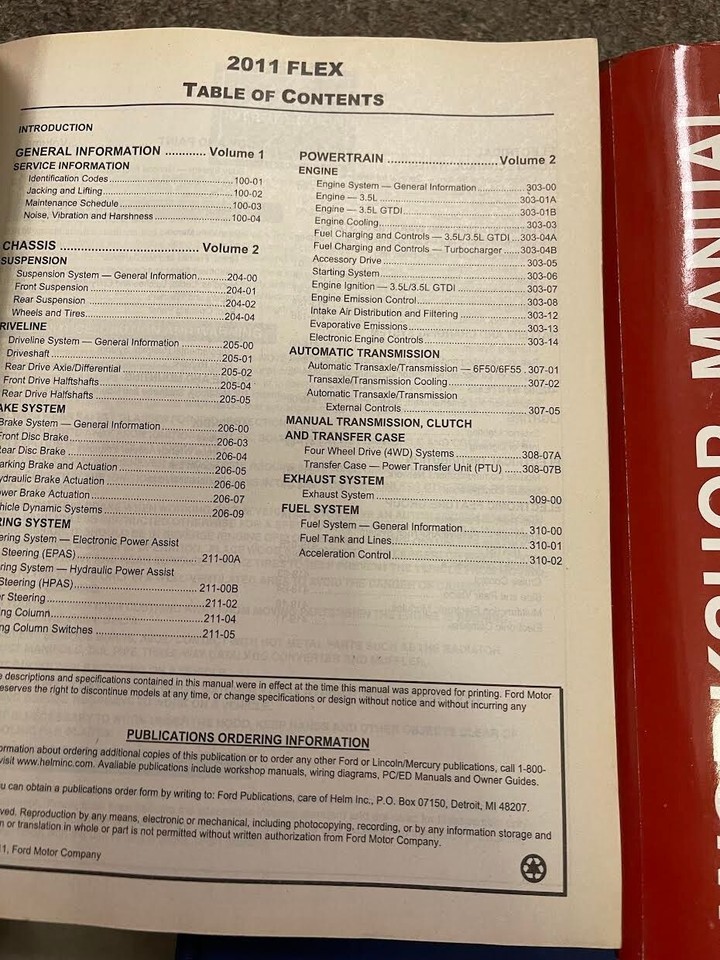 2011 FLEX
TABLE OF CONTENTS
INTRODUCTION
GENERAL INFORMATION ............ Volume 1
SERVICE INFORMATION
Identification Codes..........................................100-01
Jacking and Lifting............................................100-02
Maintenance Schedule......................................100-03
Noise, Vibration and Harshness........................100-04
CHASSIS .......................................... Volume 2
SUSPENSION
Suspension System — General Information...........204-00
Front Suspension .............................................204-01
Rear Suspension .............................................204-02
Wheels and Tires..............................................204-04
RIVELINE
Driveline System — General Information ...............205-00
Driveshaft.........................................................205-01
Rear Drive Axle/Differential ................................205-02
Front Drive Halftshafts.......................................205-04
Rear Drive Halfshafts.........................................205-05
AKE SYSTEM
Brake System — General Information...................206-00
Front Disc Brake................................................206-03
Rear Disc Brake ................................................206-04
arking Brake and Actuation ................................206-05
ydraulic Brake Actuation ....................................206-06
wer Brake Actuation..........................................206-07
hicle Dynamic Systems .....................................206-09
RING SYSTEM
ering System — Electronic Power Assist
Steering (EPAS)................................................ 211-00A
ring System — Hydraulic Power Assist
Steering (HPAS)................................................ 211-00B
r Steering.........................................................211-02
ng Column........................................................211-04
ng Column Switches ..........................................211-05
POWERTRAIN ................................Volume 2
ENGINE
Engine System — General Information.................303-00
Engine — 3.5L...................................................303-01A
Engine — 3.5L GTDI..........................................303-01B
Engine Cooling..................................................303-03
Fuel Charging and Controls — 3.5L/3.5L GTDI ...303-04A
Fuel Charging and Controls — Turbocharger ......303-04B
Accessory Drive................................................303-05
Starting System.................................................303-06
Engine Ignition — 3.5L/3.5L GTDI ......................303-07
Engine Emission Control....................................303-08
Intake Air Distribution and Filtering ......................303-12
Evaporative Emissions.......................................303-13
Electronic Engine Controls .................................303-14
AUTOMATIC TRANSMISSION
Automatic Transaxle/Transmission — 6F50/6F55 . 307-01
Transaxle/Transmission Cooling..........................307-02
Automatic Transaxle/Transmission
External Controls ..............................................307-05
MANUAL TRANSMISSION, CLUTCH
AND TRANSFER CASE
Four Wheel Drive (4WD) Systems .......................308-07A
Transfer Case — Power Transfer Unit (PTU) ......308-07B
EXHAUST SYSTEM
Exhaust System ................................................309-00
FUEL SYSTEM
Fuel System — General Information....................310-00
Fuel Tank and Lines...........................................310-01
Acceleration Control...........................................310-02
e descriptions and specifications contained in this manual were in effect at the time this manual was approved for printing. Ford Motor
eserves the right to discontinue models at any time, or change specifications or design without notice and without incurring any
PUBLICATIONS ORDERING INFORMATION
ormation about ordering additional copies of this publication or to order any other Ford or Lincoln/Mercury publications, call 1-800-
visit www.helminc.com. Available publications include workshop manuals, wiring diagrams, PC/ED Manuals and Owner Guides.
u can obtain a publications order form by writing to: Ford Publications, care of Helm Inc., P.O. Box 07150, Detroit, MI 48207.
ved. Reproduction by any means, electronic or mechanical, including photocopying, recording, or by any information storage and
n or translation in whole or part is not permitted without written authorization from Ford Motor Company.
11, Ford Motor Company
WORKSHOP MANUAL